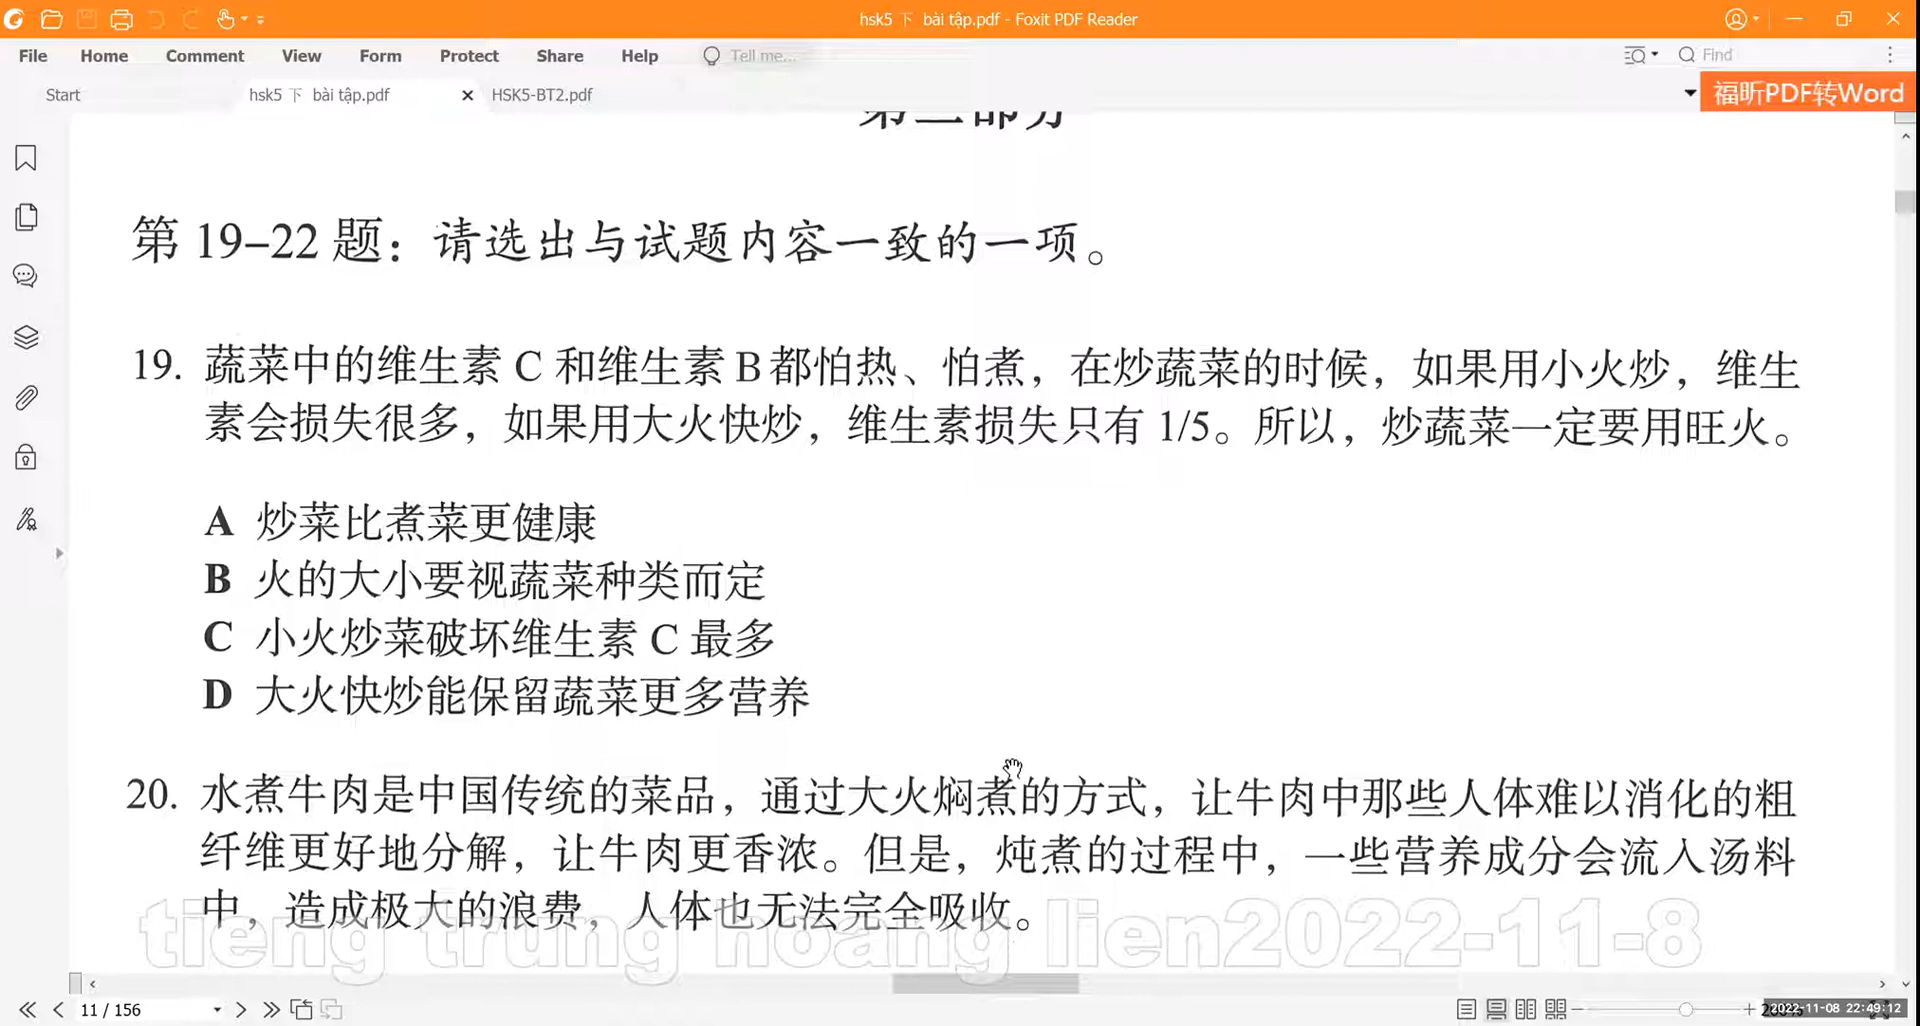 hsk5 下 bài tập.pdf - Foxit PDF Reader
File Home Comment View Form Protect Share Help Tell me... Find
Start hsk5 下 bài tập.pdf HSK5-BT2.pdf 福昕PDF转Word
第 19–22 题：请选出与试题内容一致的一项。
19. 蔬菜中的维生素 C 和维生素 B 都怕热、怕煮，在炒蔬菜的时候，如果用小火炒，维生
素会损失很多，如果用大火快炒，维生素损失只有 1/5。所以，炒蔬菜一定要用旺火。
A 炒菜比煮菜更健康
B 火的大小要视蔬菜种类而定
C 小火炒菜破坏维生素 C 最多
D 大火快炒能保留蔬菜更多营养
20. 水煮牛肉是中国传统的菜品，通过大火焖煮的方式，让牛肉中那些人体难以消化的粗
纤维更好地分解，让牛肉更香浓。但是，炖煮的过程中，一些营养成分会流入汤料
中，造成极大的浪费，人体也无法完全吸收。
tieng trung hoang lien2022-11-8
11 / 156 2022-11-08 22:49:12